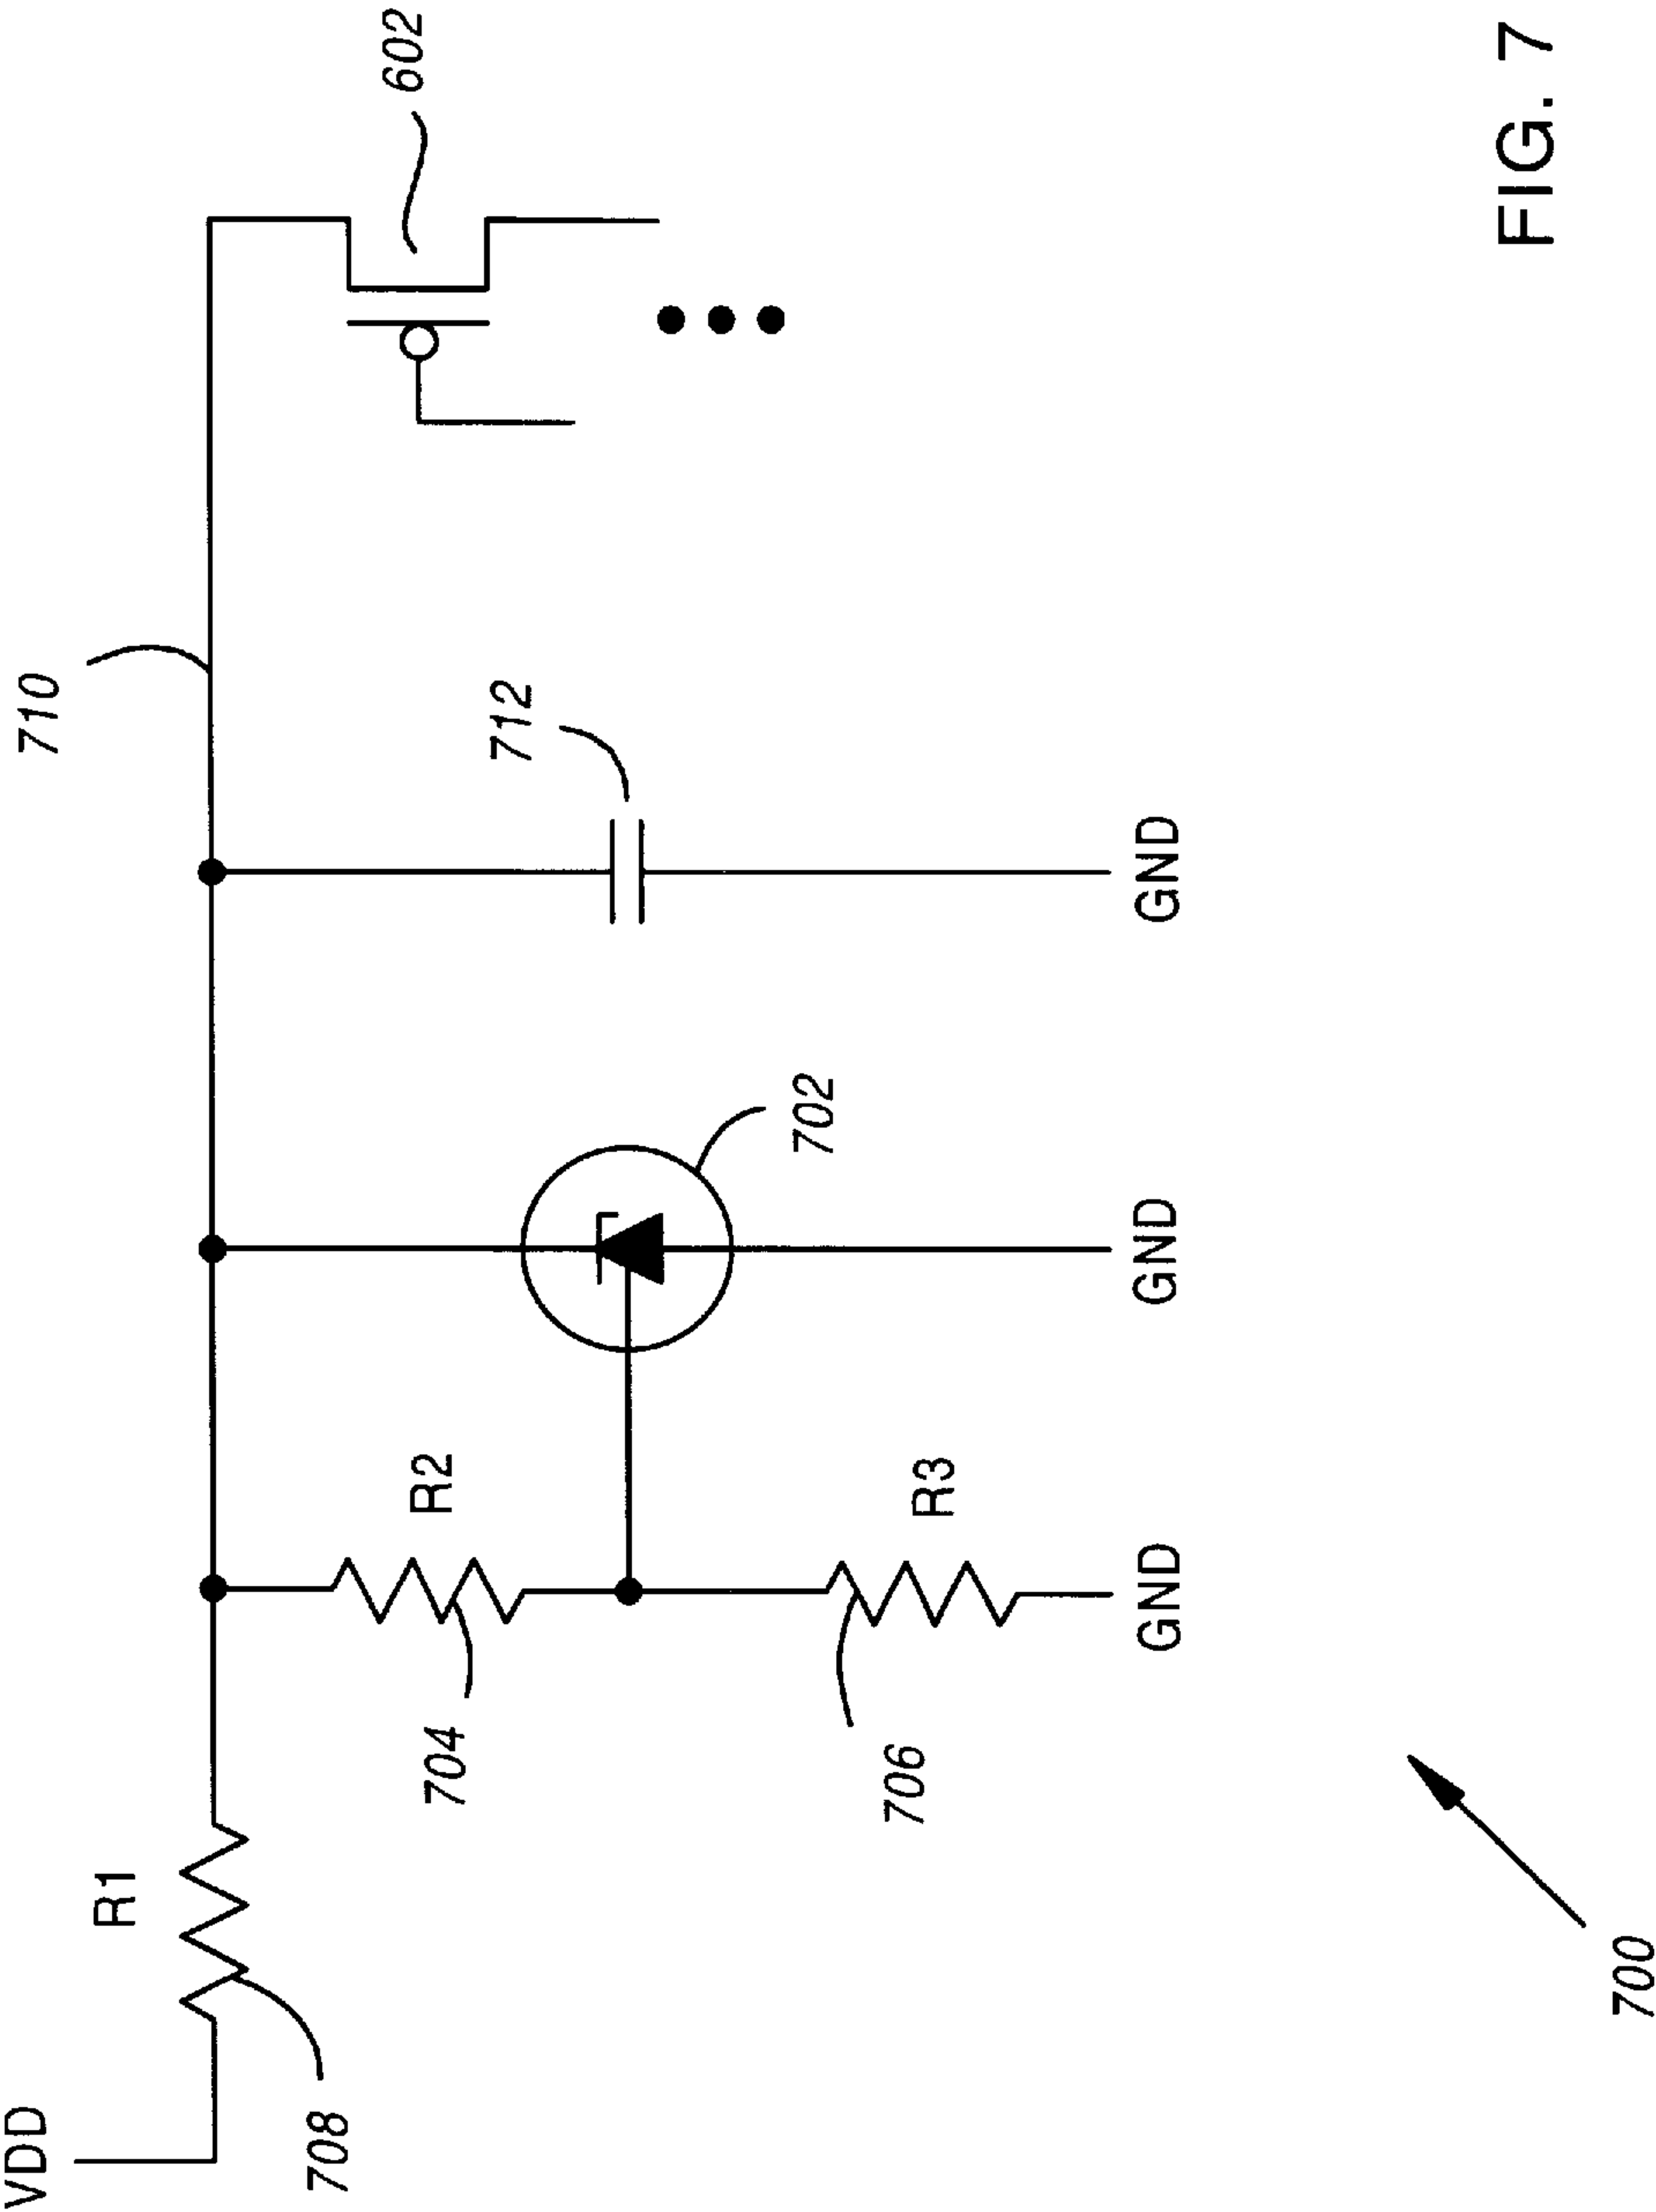 VDD
R1
710
602
708
R2
712
704
702
R3
706
GND
GND
GND
700
FIG. 7